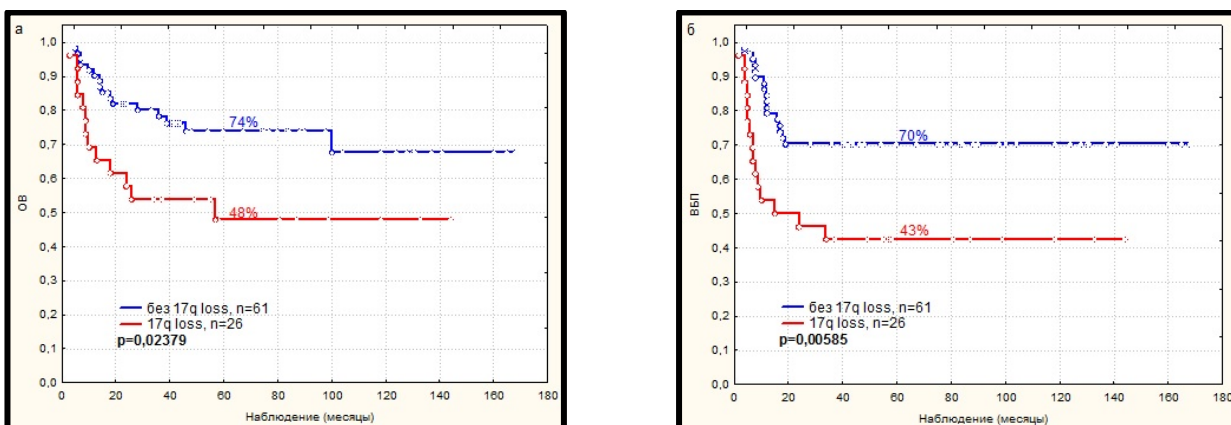 а
1,0
0,9
0,8
0,7
0,6
0,5
0,4
0,3
0,2
0,1
0,0
ОВ
74%
48%
без 17q loss, n=61
17q loss, n=26
p=0,02379
0 20 40 60 80 100 120 140 160 180
Наблюдение (месяцы)
б
1,0
0,9
0,8
0,7
0,6
0,5
0,4
0,3
0,2
0,1
0,0
ВБП
70%
43%
без 17q loss, n=61
17q loss, n=26
p=0,00585
0 20 40 60 80 100 120 140 160 180
Наблюдение (месяцы)